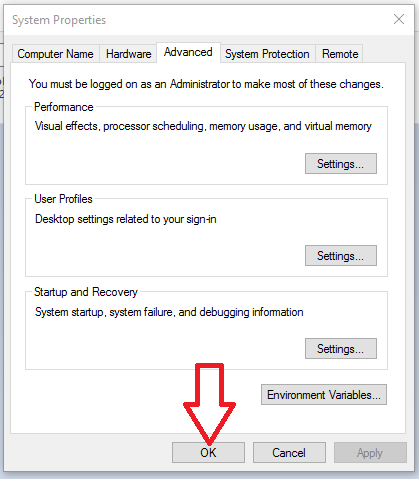 System Properties
Computer Name Hardware Advanced System Protection Remote
You must be logged on as an Administrator to make most of these changes.
Performance
Visual effects, processor scheduling, memory usage, and virtual memory
Settings...
User Profiles
Desktop settings related to your sign-in
Settings...
Startup and Recovery
System startup, system failure, and debugging information
Settings...
Environment Variables...
OK Cancel Apply